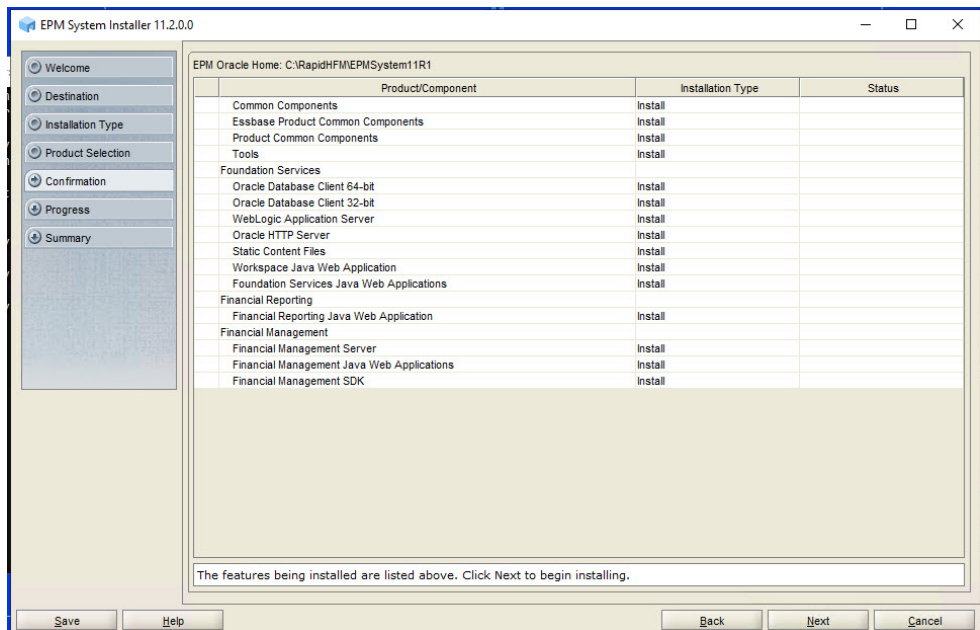 EPM System Installer 11.2.0.0
Welcome
Destination
Installation Type
Product Selection
Confirmation
Progress
Summary
EPM Oracle Home: C:\RapidHFM\EPMSystem11R1
Product/Component Installation Type Status
Common Components Install
Essbase Product Common Components Install
Product Common Components Install
Tools Install
Foundation Services
Oracle Database Client 64-bit Install
Oracle Database Client 32-bit Install
WebLogic Application Server Install
Oracle HTTP Server Install
Static Content Files Install
Workspace Java Web Application Install
Foundation Services Java Web Applications Install
Financial Reporting
Financial Reporting Java Web Application Install
Financial Management
Financial Management Server Install
Financial Management Java Web Applications Install
Financial Management SDK Install
The features being installed are listed above. Click Next to begin installing.
Save Help Back Next Cancel